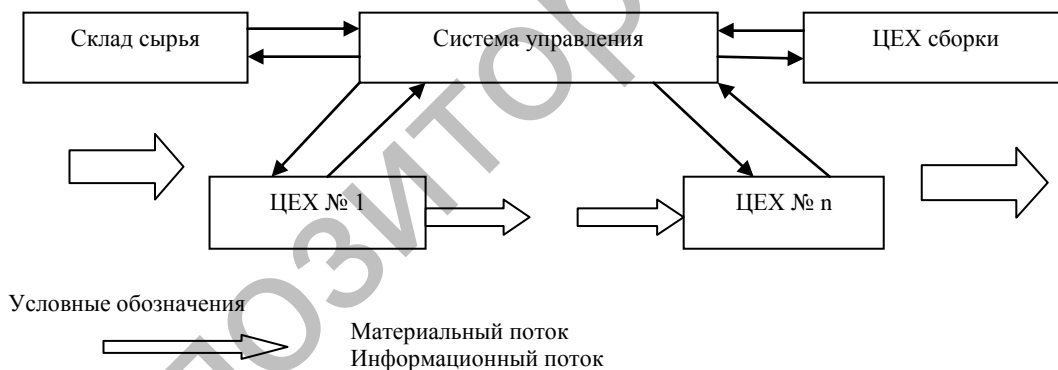 Склад сырья
Система управления
ЦЕХ сборки
ЦЕХ № 1
ЦЕХ № n
Условные обозначения
Материальный поток
Информационный поток